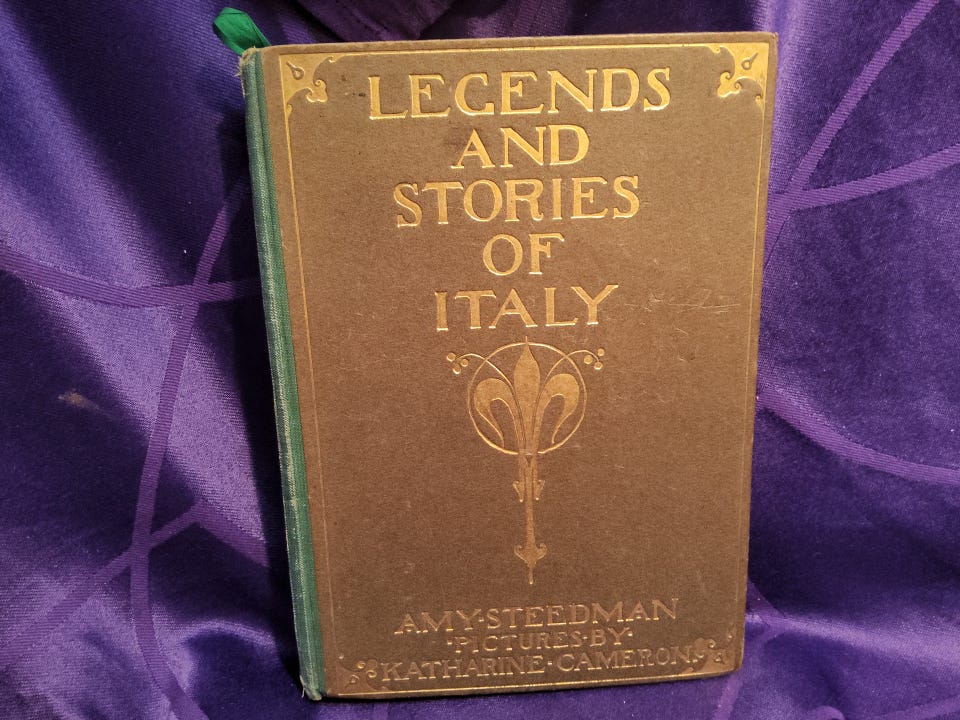 LEGENDS
AND
STORIES
OF
ITALY
AMY·STEEDMAN
·PICTURES·BY·
KATHARINE·CAMERON·